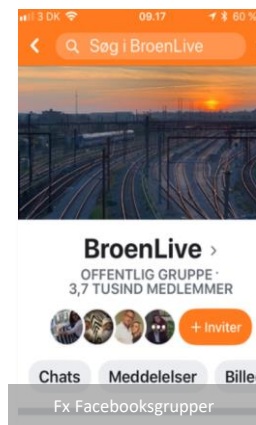 3 DK 09.17 60 %
Søg i BroenLive
BroenLive
OFFENTLIG GRUPPE ·
3,7 TUSIND MEDLEMMER
+ Inviter
Chats Meddelelser Bille
Fx Facebooksgrupper